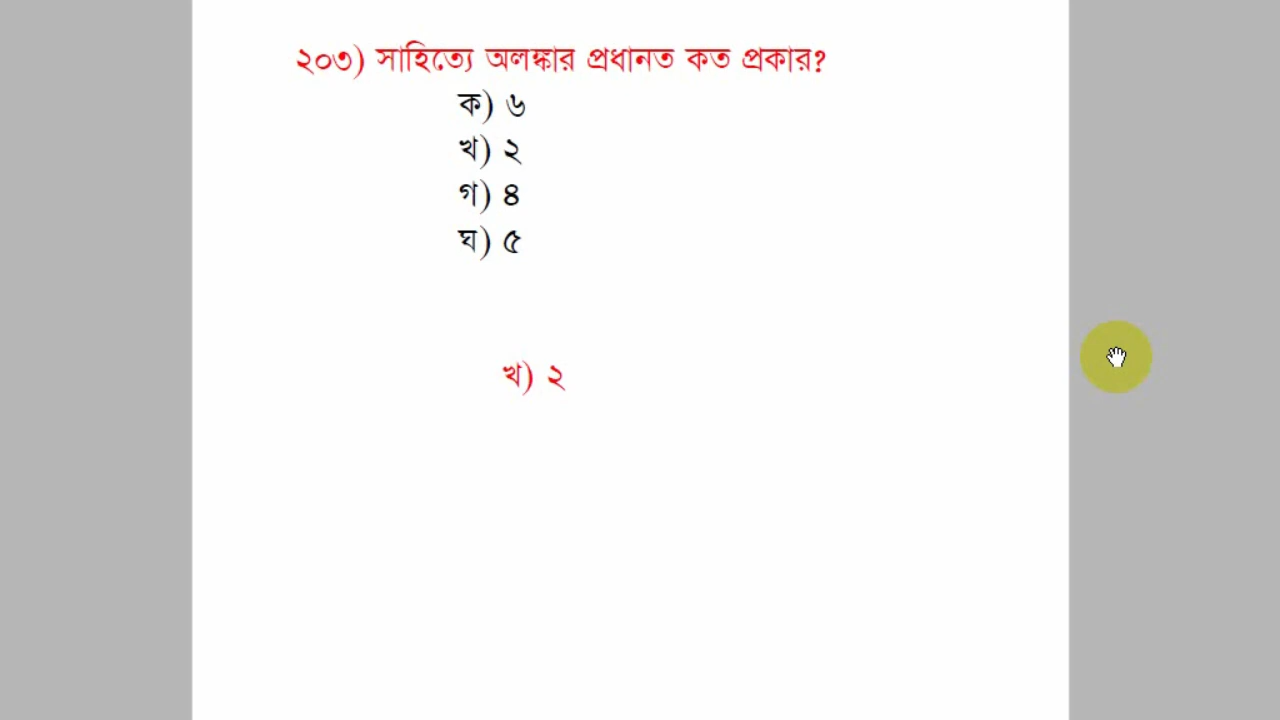 ২০৩) সাহিত্যে অলঙ্কার প্রধানত কত প্রকার?
ক) ৬
খ) ২
গ) ৪
ঘ) ৫
খ) ২